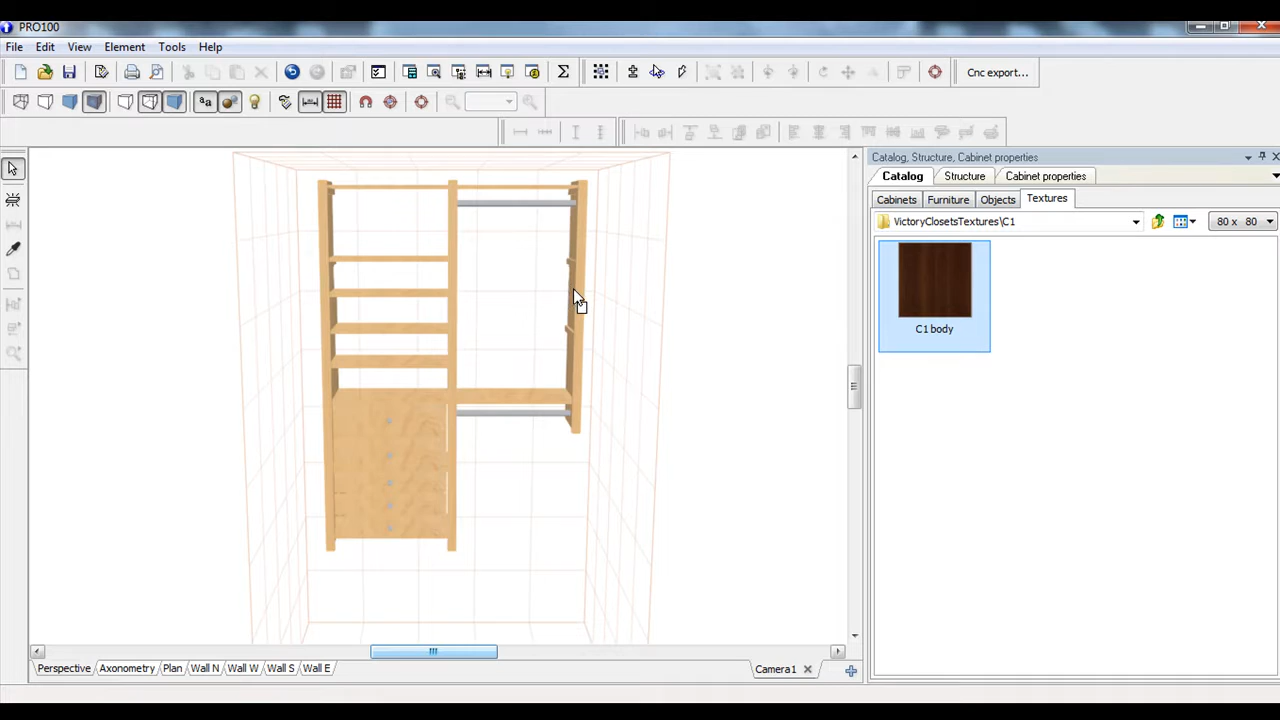 PRO100
File Edit View Element Tools Help
Cnc export...
aa
Catalog, Structure, Cabinet properties
Catalog Structure Cabinet properties
Cabinets Furniture Objects Textures
VictoryClosetsTextures\C1 80 x 80
C1 body
Perspective Axonometry Plan Wall N Wall W Wall S Wall E Camera1